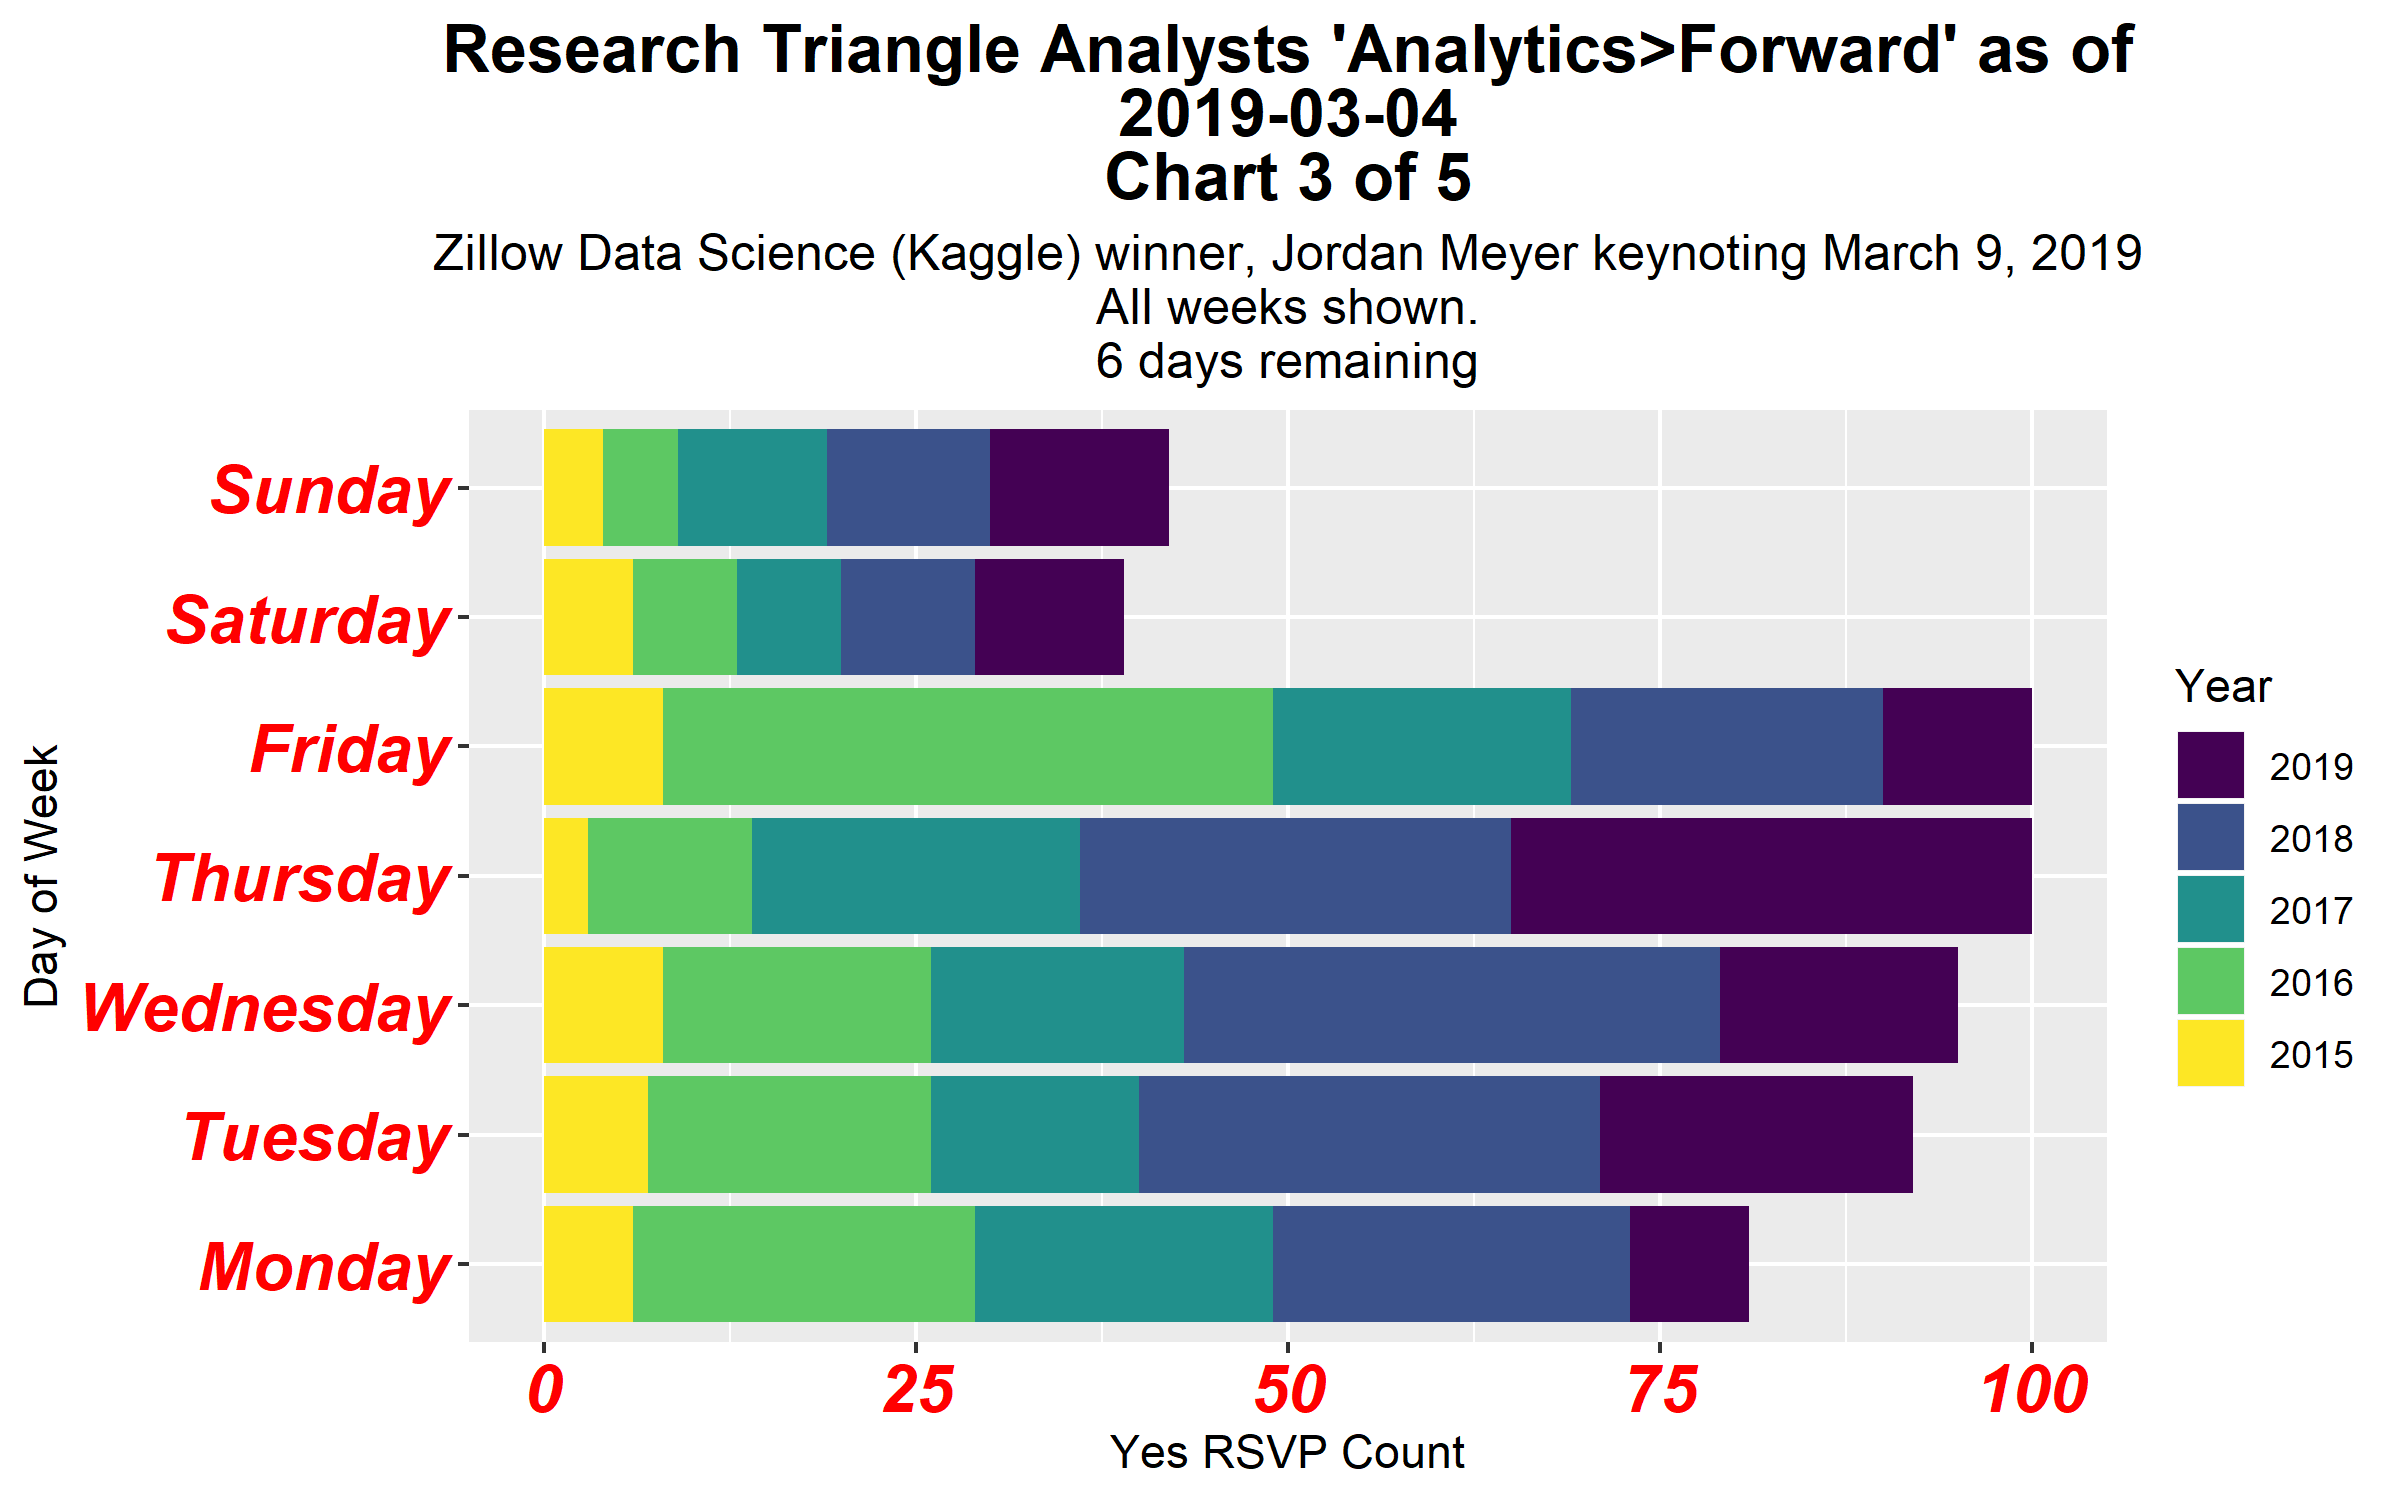 Research Triangle Analysts 'Analytics>Forward' as of
2019-03-04
Chart 3 of 5
Zillow Data Science (Kaggle) winner, Jordan Meyer keynoting March 9, 2019
All weeks shown.
6 days remaining
Day of Week
Sunday
Saturday
Friday
Thursday
Wednesday
Tuesday
Monday
0 25 50 75 100
Yes RSVP Count
Year
2019
2018
2017
2016
2015